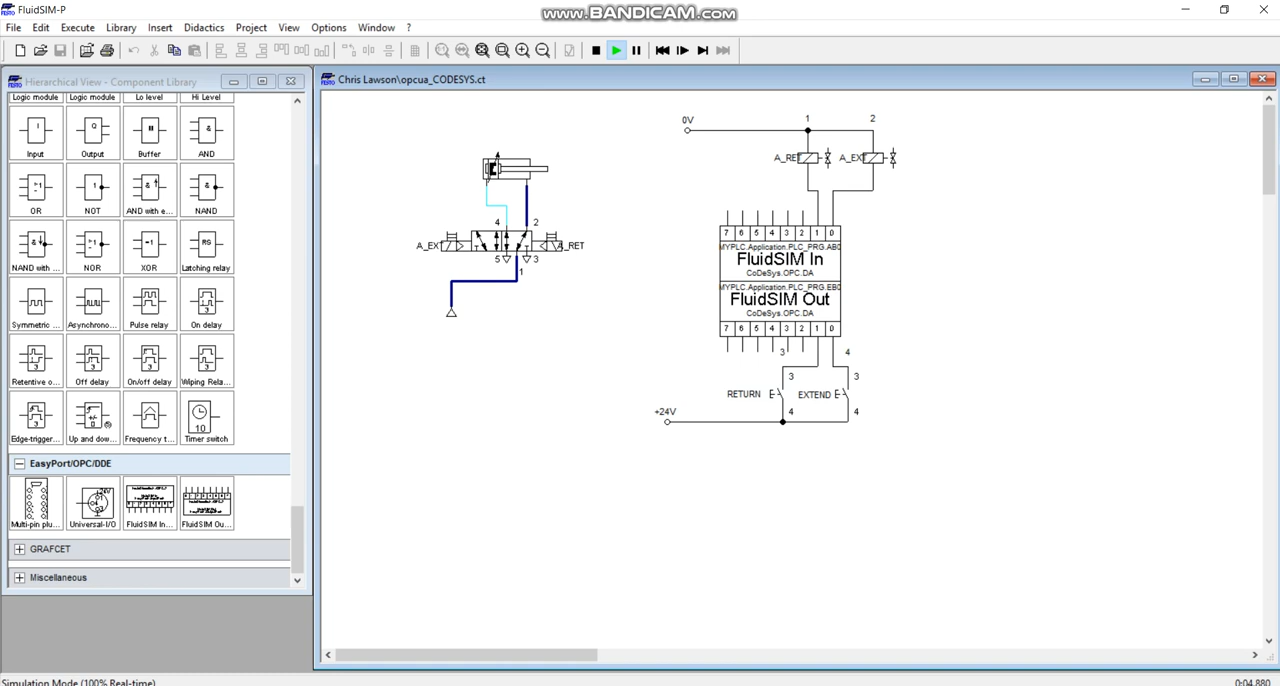 FluidSIM-P
www.BANDICAM.com
File Edit Execute Library Insert Didactics Project View Options Window ?
Hierarchical View - Component Library
Logic module Logic module Lo level Hi Level
Input Output Buffer AND
OR NOT AND with e... NAND
NAND with ... NOR XOR Latching relay
Symmetric ... Asynchrono... Pulse relay On delay
Retentive o... Off delay On/off delay Wiping Rela...
Edge-trigger... Up and dow... Frequency t... Timer switch
EasyPort/OPC/DDE
Multi-pin plu... Universal-I/O FluidSIM In... FluidSIM Ou...
GRAFCET
Miscellaneous
Chris Lawson\opcua_CODESYS.ct
0V 1 2
A_RET A_EXT
4 2
A_EXT A_RET
5 3
1
7 6 5 4 3 2 1 0
MYPLC.Application.PLC_PRG.AB0
FluidSIM In
CoDeSys.OPC.DA
MYPLC.Application.PLC_PRG.EB0
FluidSIM Out
CoDeSys.OPC.DA
7 6 5 4 3 2 1 0
3 4
3 3
RETURN EXTEND
4 4
+24V
Simulation Mode (100% Real-time)
0:04.880